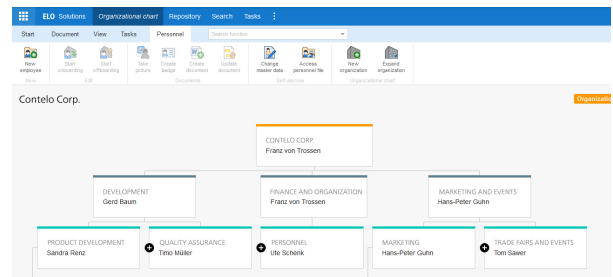 ELO Solutions Organizational chart Repository Search Tasks
Start Document View Tasks Personnel Search function
New employee
Start onboarding
Start offboarding
Take picture
Create badge
Create document
Update document
Change master data
Access personnel file
New organization
Expand organization
New Exit Documents Self-service Organizational chart
Contelo Corp.
Organizatio
CONTELO CORP.
Franz von Trossen
DEVELOPMENT
Gerd Baum
FINANCE AND ORGANIZATION
Franz von Trossen
MARKETING AND EVENTS
Hans-Peter Guhn
PRODUCT DEVELOPMENT
Sandra Renz
QUALITY ASSURANCE
Timo Müller
PERSONNEL
Ute Schenk
MARKETING
Hans-Peter Guhn
TRADE FAIRS AND EVENTS
Tom Sawer